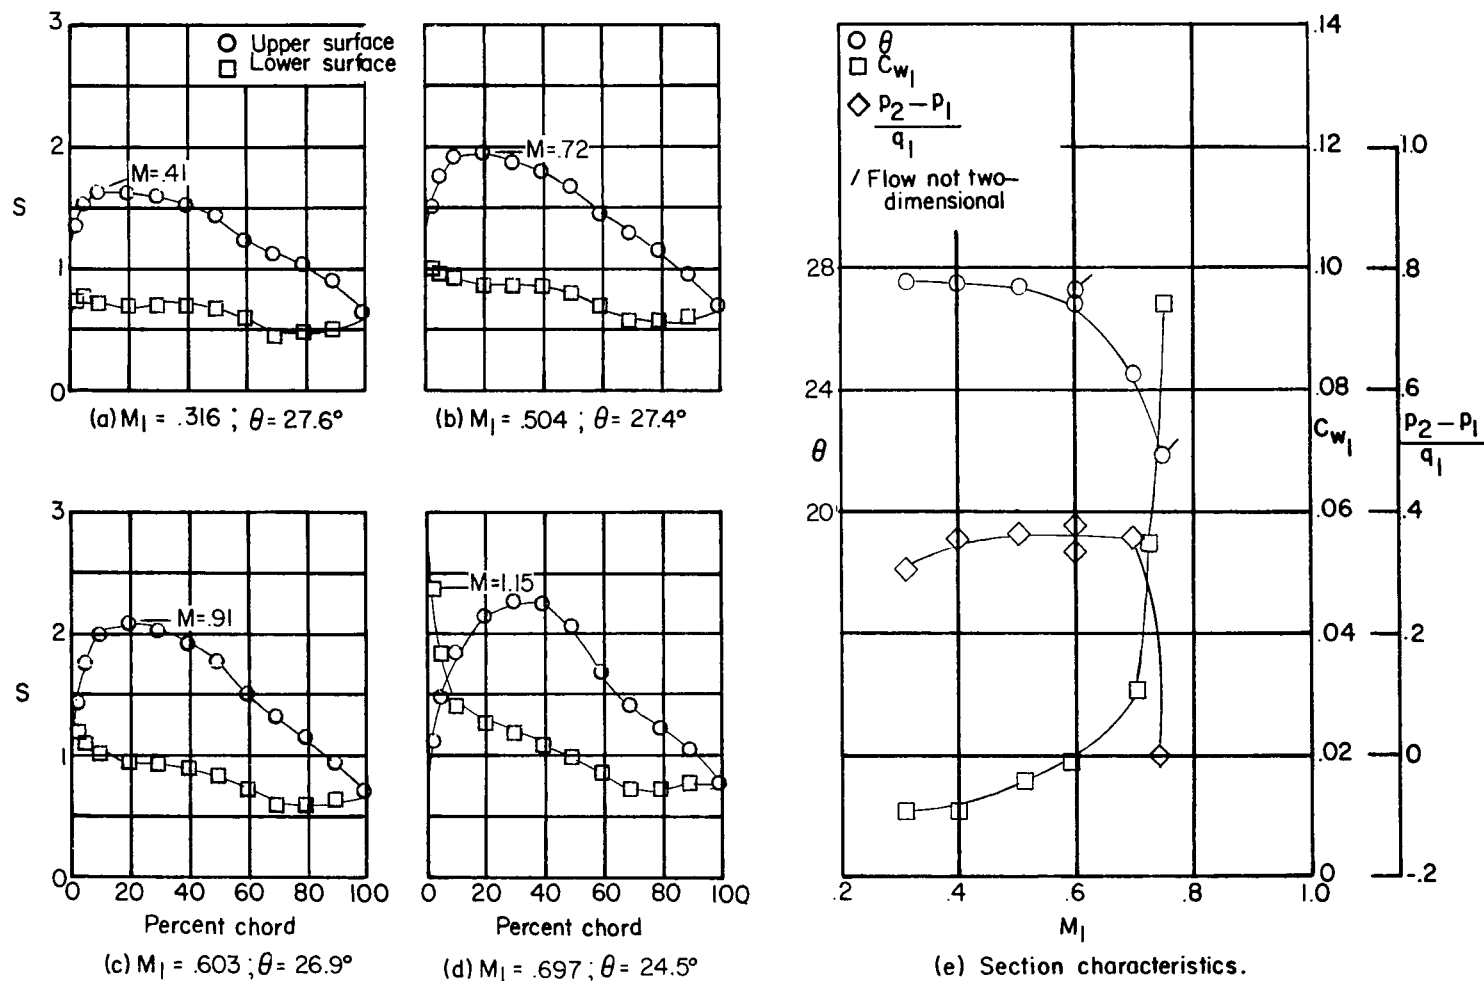 3
2
S
1
0
○ Upper surface
□ Lower surface
M=.41
M=.72
(a) M₁ = .316 ; θ = 27.6°
(b) M₁ = .504 ; θ = 27.4°
3
2
S
1
0
M=.91
M=1.15
0 20 40 60 80 100
0 20 40 60 80 100
Percent chord
Percent chord
(c) M₁ = .603 ; θ = 26.9°
(d) M₁ = .697 ; θ = 24.5°
○ θ
□ C_w₁
◇ p₂ – p₁
q₁
/ Flow not two–
dimensional
28
24
θ
20
.14
.12
.10
.08
C_w₁
.06
.04
.02
.0
1.0
.8
.6
p₂ – p₁
q₁
.4
.2
0
-.2
.2 .4 .6 .8 1.0
M₁
(e) Section characteristics.